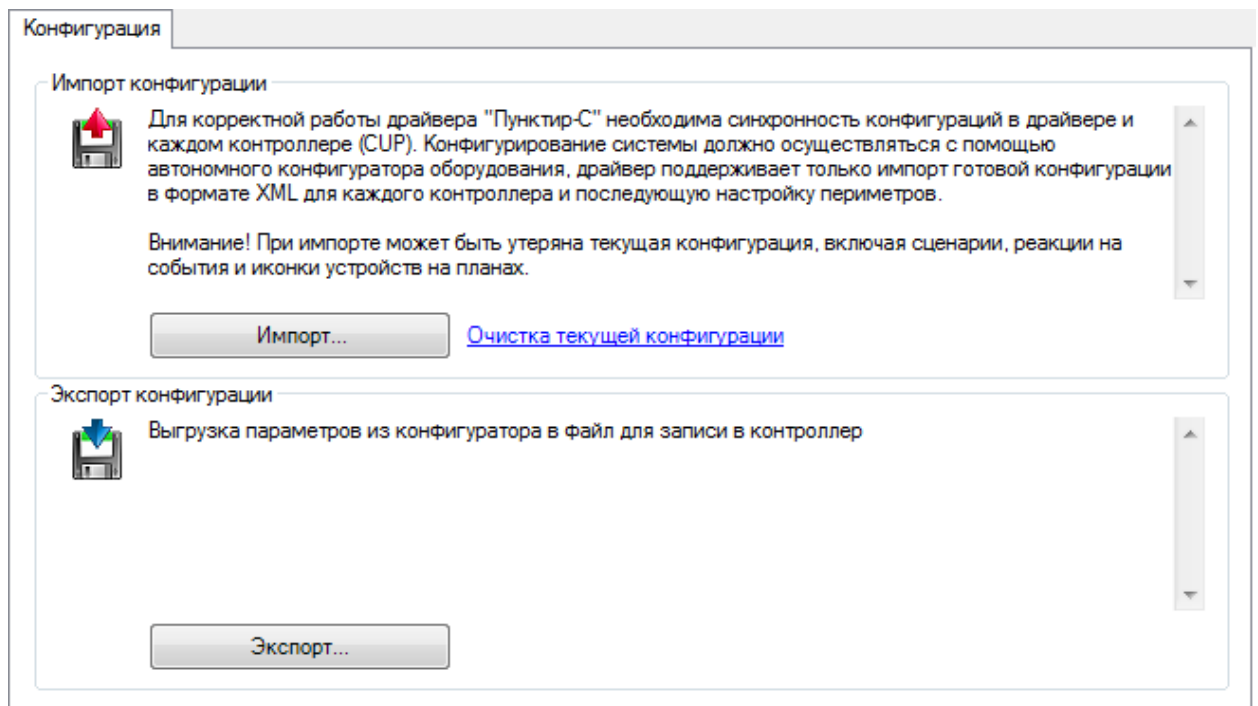 Конфигурация
Импорт конфигурации
Для корректной работы драйвера "Пунктир-С" необходима синхронность конфигураций в драйвере и
каждом контроллере (CUP). Конфигурирование системы должно осуществляться с помощью
автономного конфигуратора оборудования, драйвер поддерживает только импорт готовой конфигурации
в формате XML для каждого контроллера и последующую настройку периметров.
Внимание! При импорте может быть утеряна текущая конфигурация, включая сценарии, реакции на
события и иконки устройств на планах.
Импорт... Очистка текущей конфигурации
Экспорт конфигурации
Выгрузка параметров из конфигуратора в файл для записи в контроллер
Экспорт...